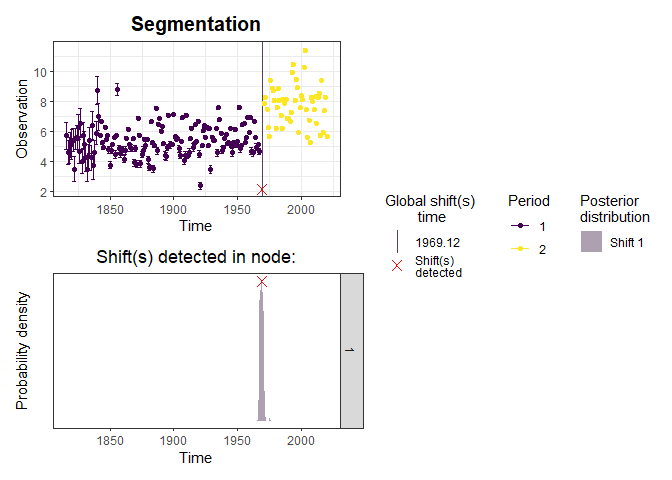 Segmentation
Observation
10
8
6
4
2
1850
1900
1950
2000
Time
Shift(s) detected in node:
Probability density
1
1850
1900
1950
2000
Time
Global shift(s)
time
1969.12
Shift(s)
detected
Period
1
2
Posterior
distribution
Shift 1